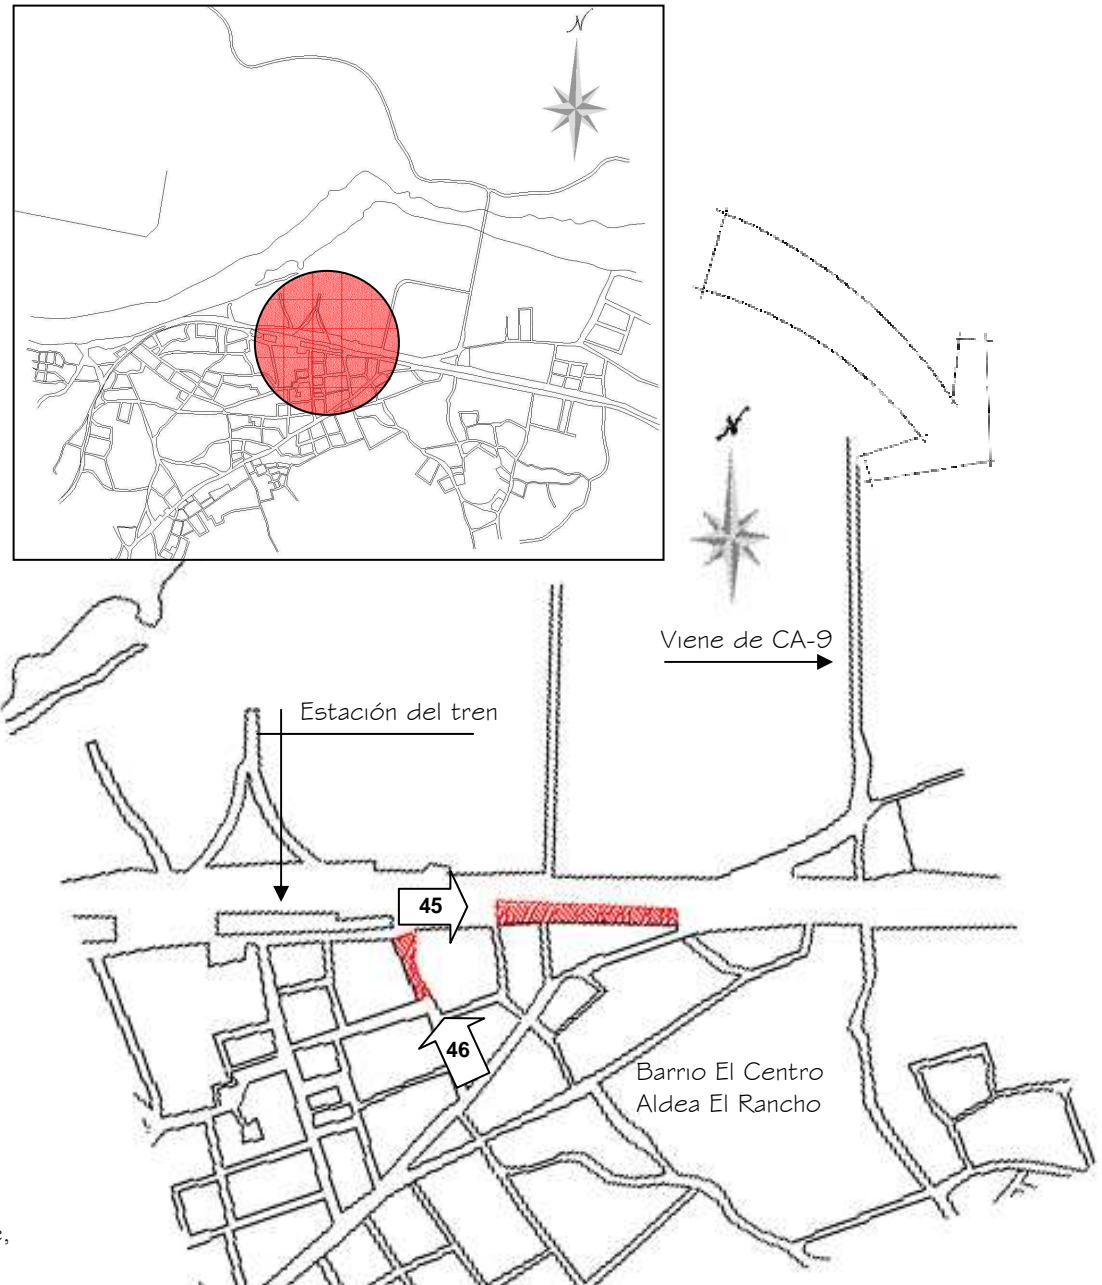 N
N
Viene de CA-9
Estación del tren
45
46
Barrio El Centro
Aldea El Rancho
,